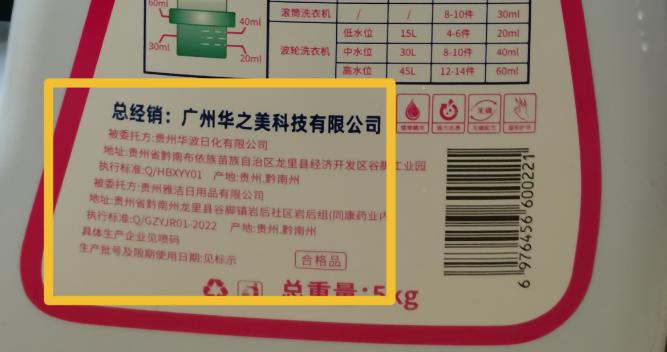 60ml
40ml
30ml
20ml
滚筒洗衣机 / / 8-10件 30ml
波轮洗衣机 低水位 15L 4-6件 20ml
中水位 30L 8-10件 40ml
高水位 45L 12-14件 60ml
总经销：广州华之美科技有限公司
被委托方:贵州华波日化有限公司
地址:贵州省黔南布依族苗族自治区龙里县经济开发区谷脚工业园
执行标准:Q/HBXYY01 产地:贵州.黔南州
被委托方:贵州雅洁日用品有限公司
地址:贵州省黔南州龙里县谷脚镇岩后社区岩后组(同康药业内
执行标准:Q/GZYJR01-2022 产地:贵州.黔南州
具体生产企业见喷码
生产批号及限期使用日期:见标示
合格品
总重量：5kg
无磷配方
6 976456 600221